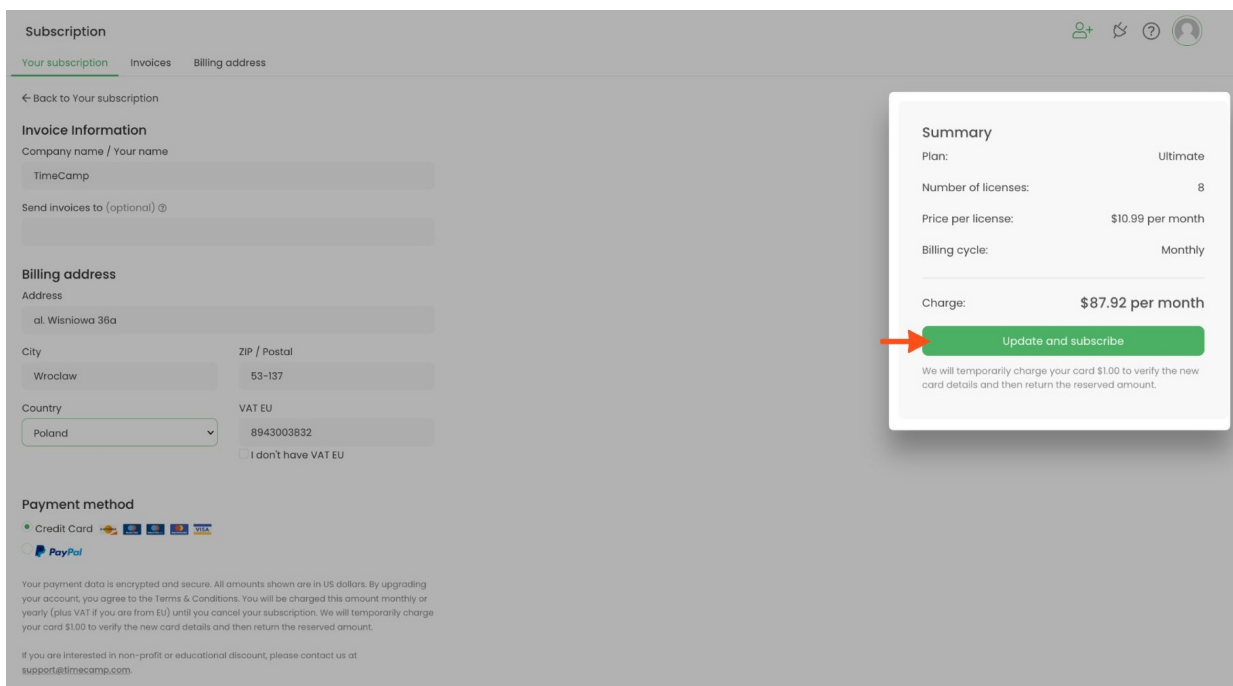 Subscription
Your subscription Invoices Billing address
← Back to Your subscription
Invoice Information
Company name / Your name
TimeCamp
Send invoices to (optional)
Billing address
Address
al. Wisniowa 36a
City ZIP / Postal
Wroclaw 53-137
Country VAT EU
Poland 8943003832
I don't have VAT EU
Payment method
Credit Card VISA
PayPal
Your payment data is encrypted and secure. All amounts shown are in US dollars. By upgrading
your account, you agree to the Terms & Conditions. You will be charged this amount monthly or
yearly (plus VAT if you are from EU) until you cancel your subscription. We will temporarily charge
your card $1.00 to verify the new card details and then return the reserved amount.
If you are interested in non-profit or educational discount, please contact us at
support@timecamp.com.
Summary
Plan: Ultimate
Number of licenses: 8
Price per license: $10.99 per month
Billing cycle: Monthly
Charge: $87.92 per month
Update and subscribe
We will temporarily charge your card $1.00 to verify the new
card details and then return the reserved amount.